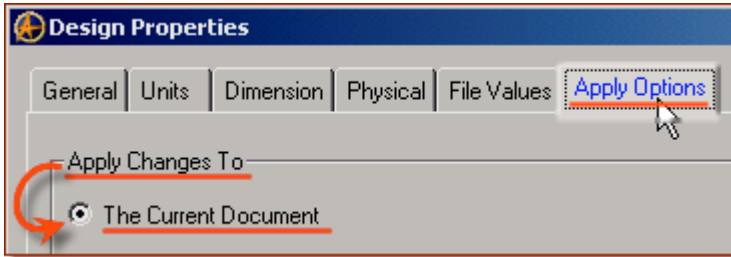 Design Properties
General Units Dimension Physical File Values Apply Options
Apply Changes To
The Current Document